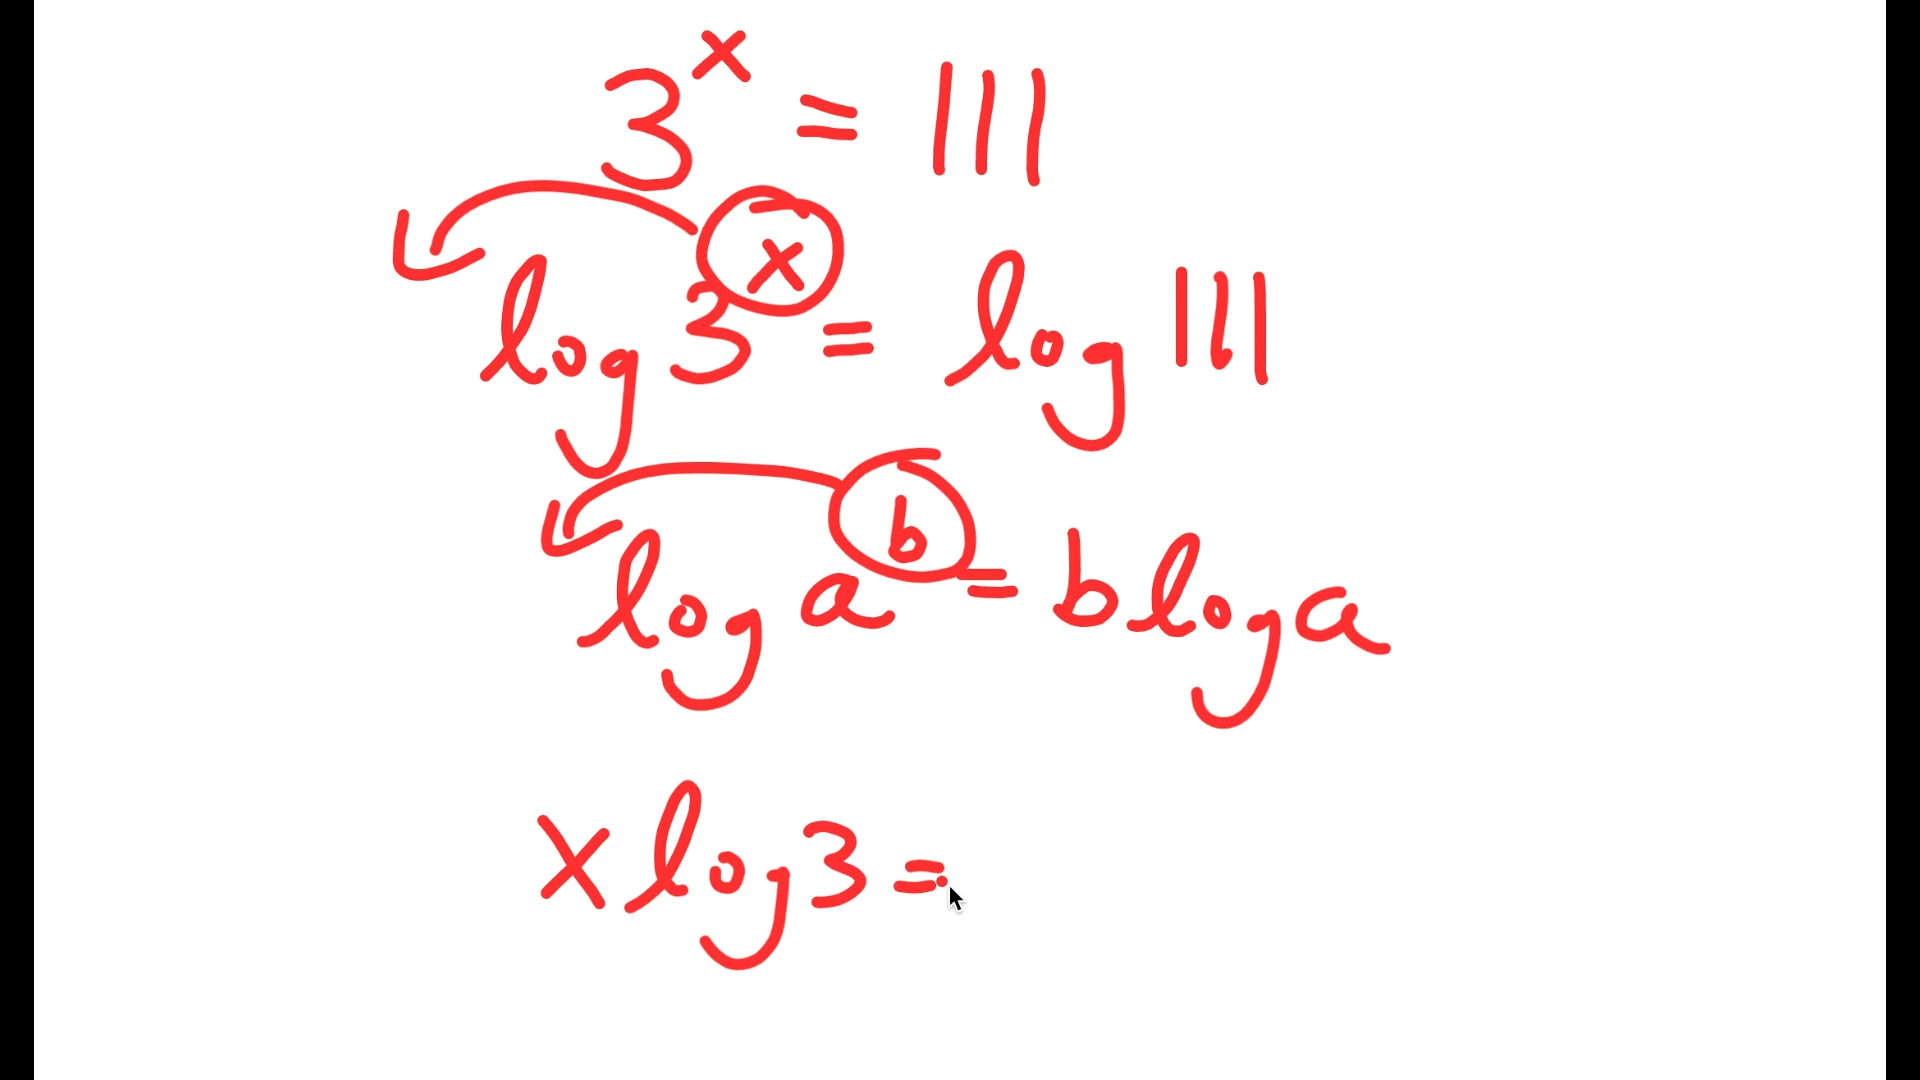 3^x = 111
log 3^x = log 111
log a^b = b log a
x log 3 =